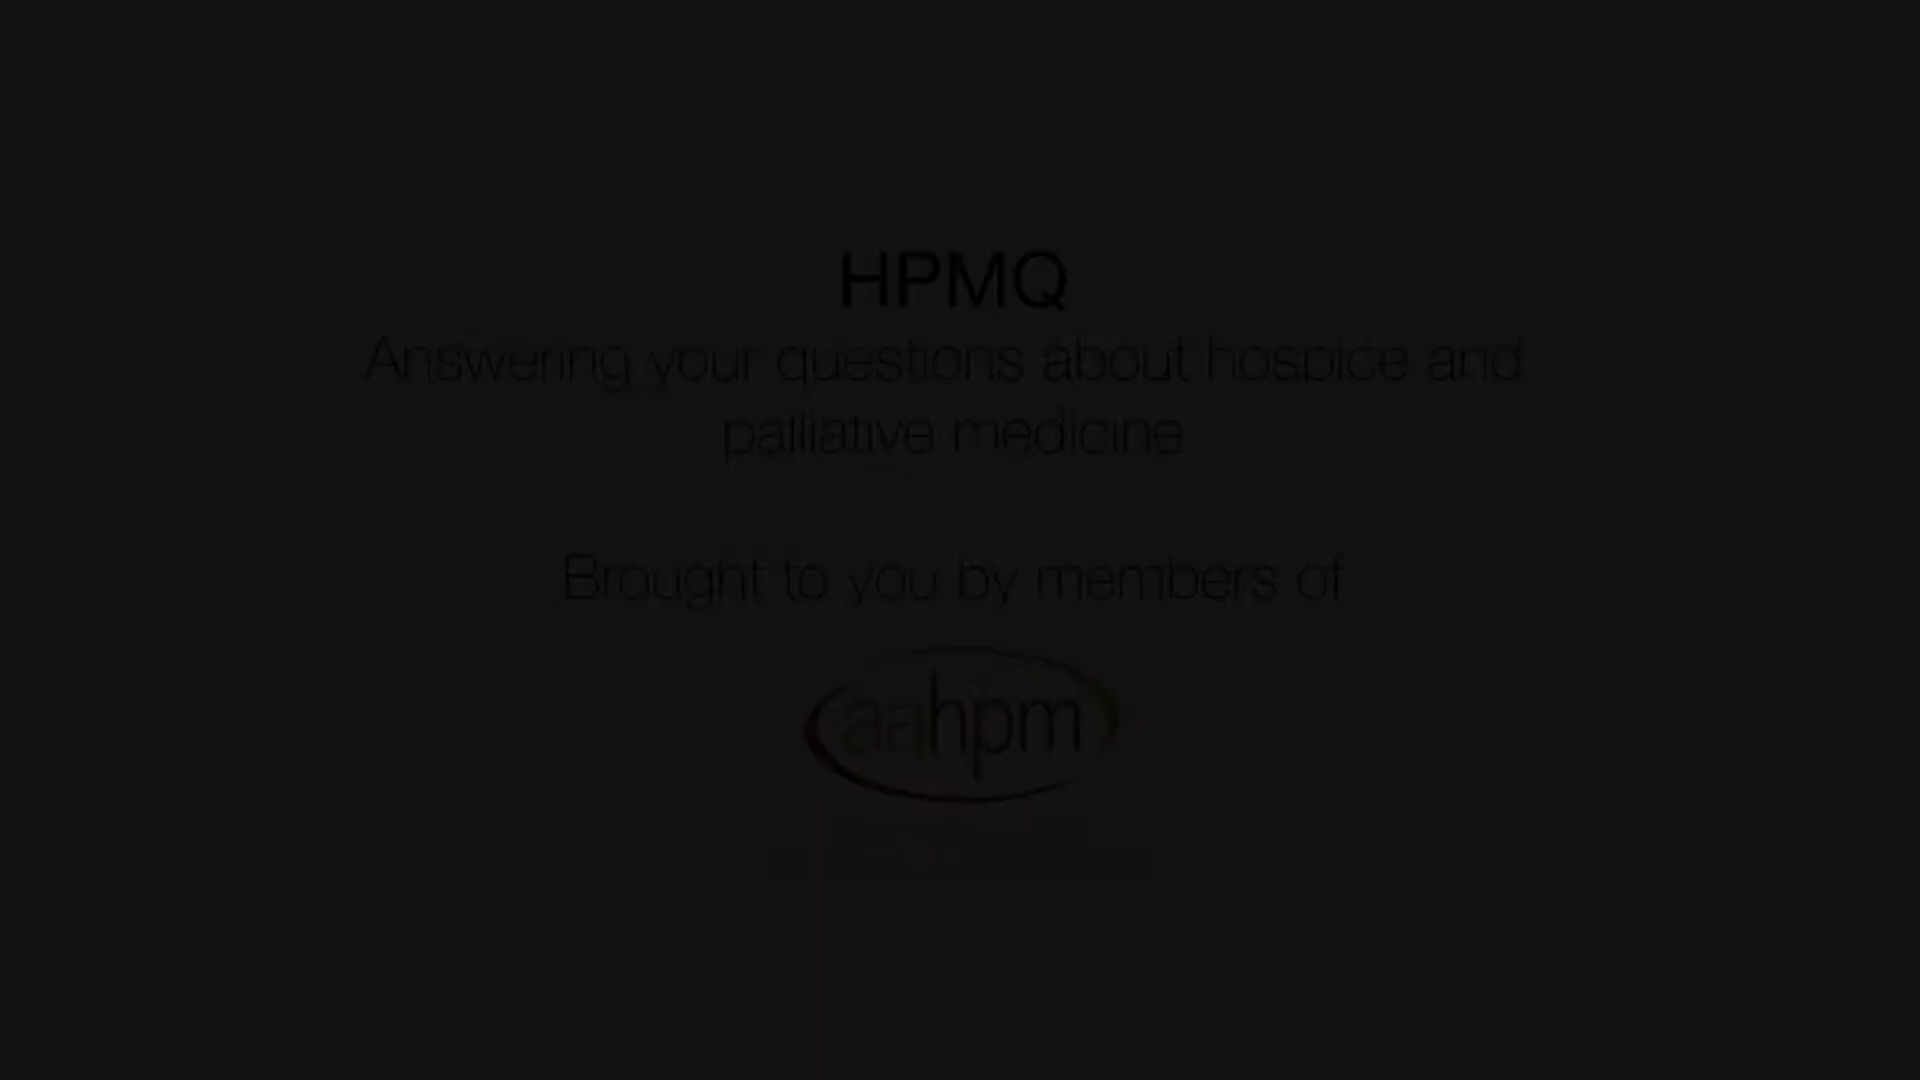 HPMQ
Answering your questions about hospice and
palliative medicine
Brought to you by members of
aahpm